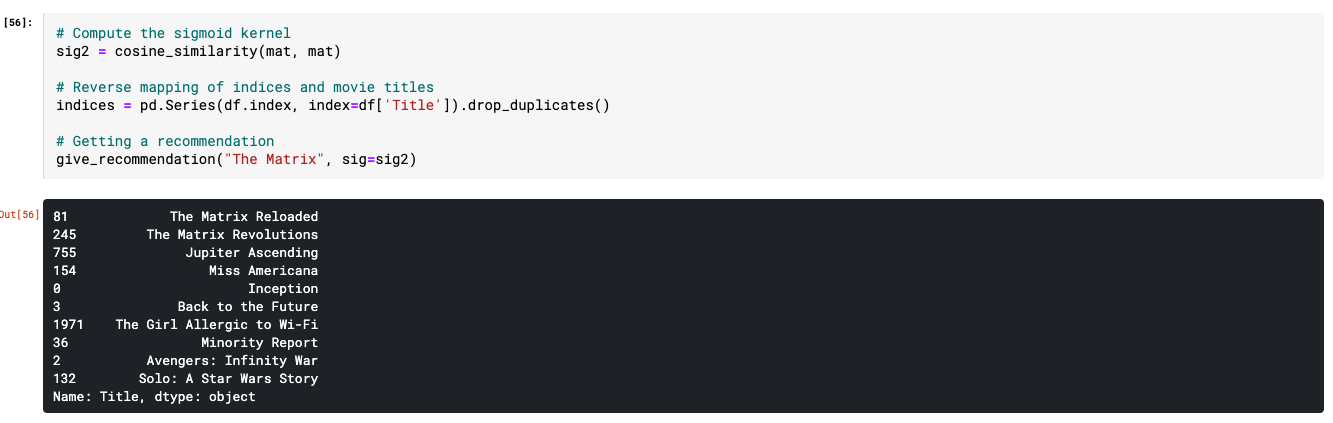 [56]:
# Compute the sigmoid kernel
sig2 = cosine_similarity(mat, mat)
# Reverse mapping of indices and movie titles
indices = pd.Series(df.index, index=df['Title']).drop_duplicates()
# Getting a recommendation
give_recommendation("The Matrix", sig=sig2)
Out[56]
81 The Matrix Reloaded
245 The Matrix Revolutions
755 Jupiter Ascending
154 Miss Americana
0 Inception
3 Back to the Future
1971 The Girl Allergic to Wi-Fi
36 Minority Report
2 Avengers: Infinity War
132 Solo: A Star Wars Story
Name: Title, dtype: object